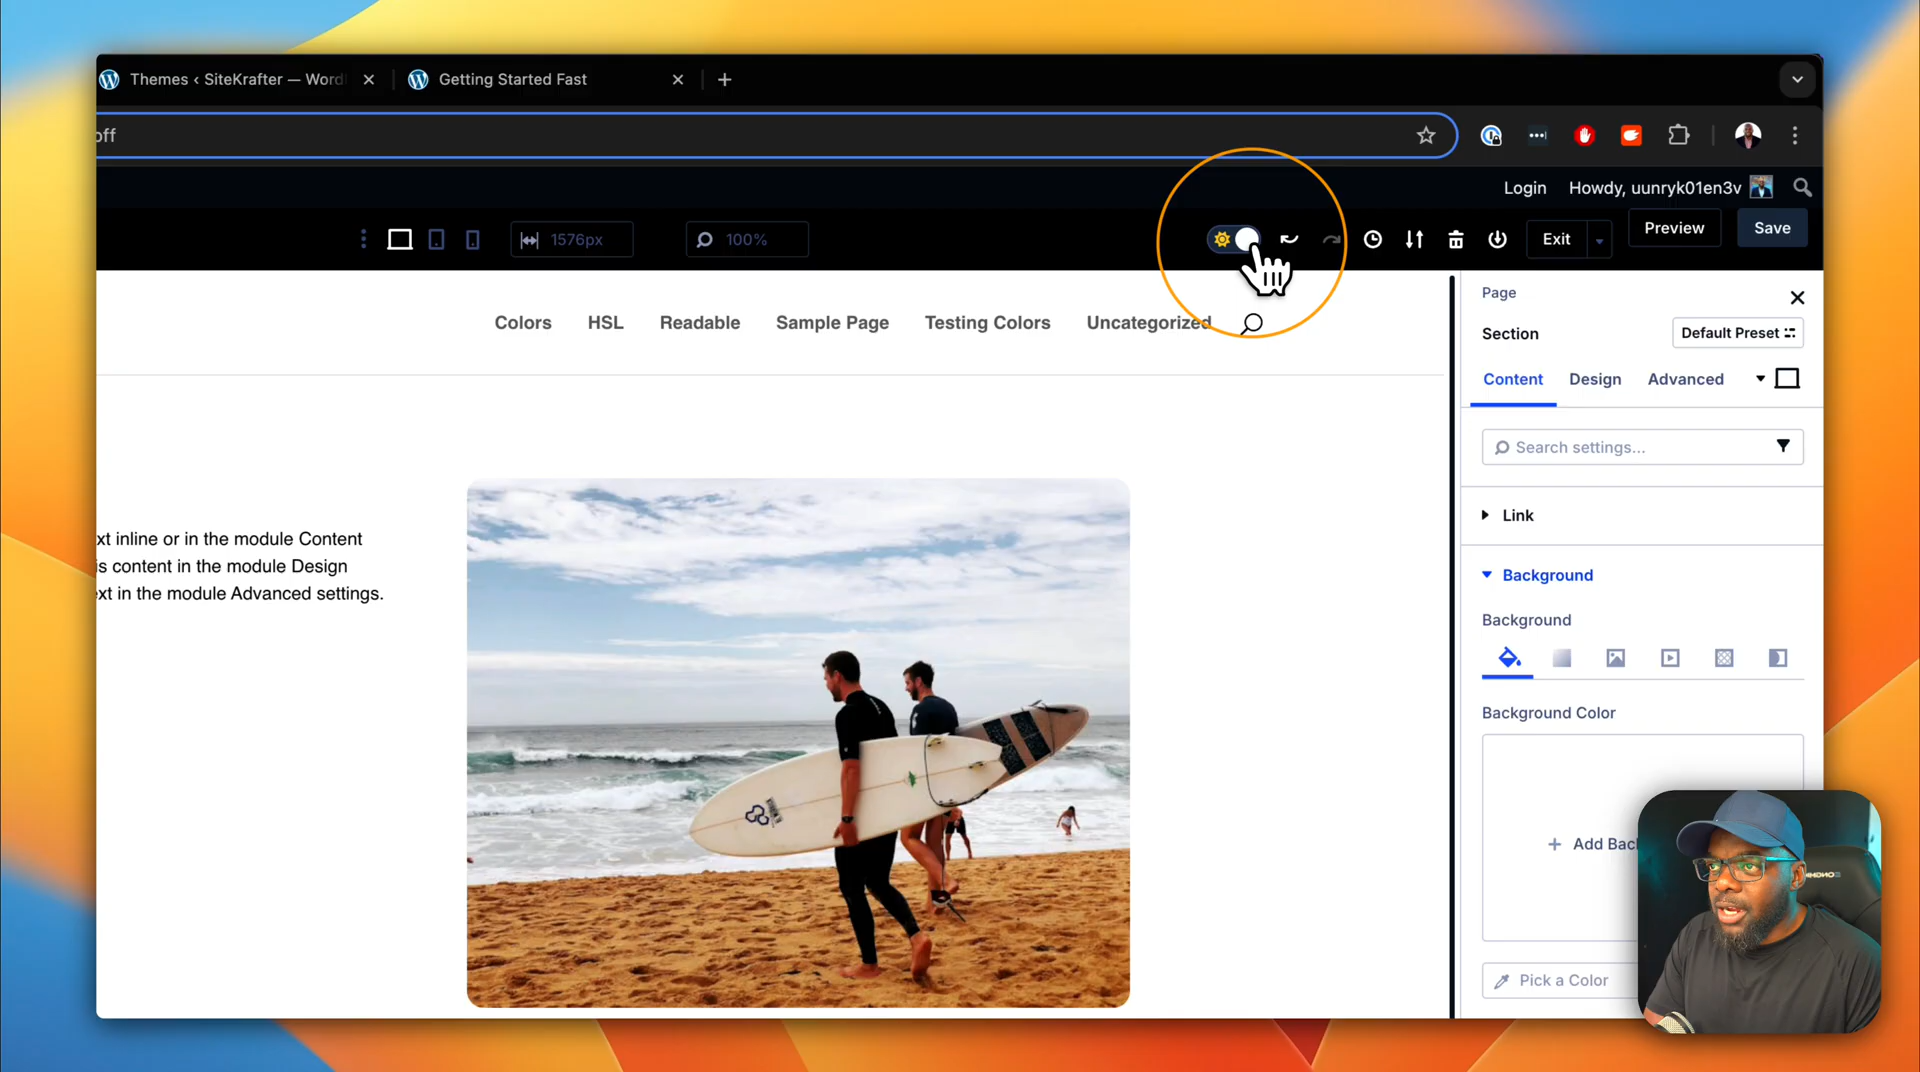 Themes ‹ SiteKrafter — Word
Getting Started Fast
off
Login
Howdy, uunryk01en3v
1576px
100%
Exit
Preview
Save
Colors
HSL
Readable
Sample Page
Testing Colors
Uncategorized
Page
Section
Default Preset
Content
Design
Advanced
Search settings...
Link
Background
Background
Background Color
xt inline or in the module Content
is content in the module Design
ext in the module Advanced settings.
+ Add Bac
Pick a Color